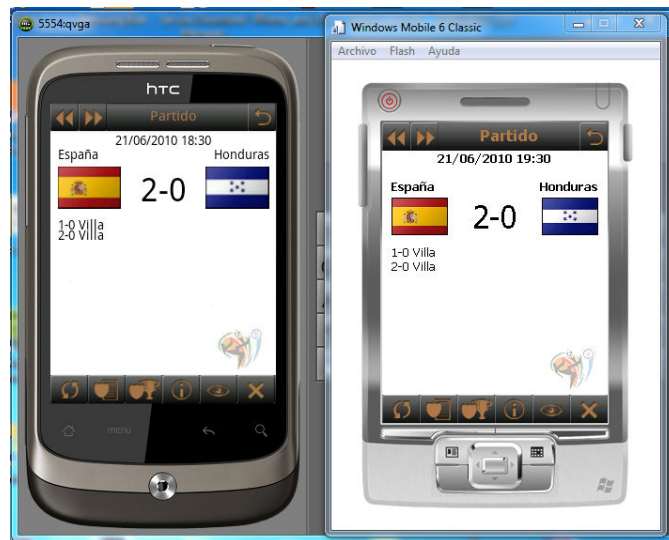 5554:qvga
hTC
Partido
21/06/2010 18:30
España
Honduras
2-0
1-0 Villa
2-0 Villa
menu
Windows Mobile 6 Classic
Archivo Flash Ayuda
Partido
21/06/2010 19:30
España
Honduras
2-0
1-0 Villa
2-0 Villa